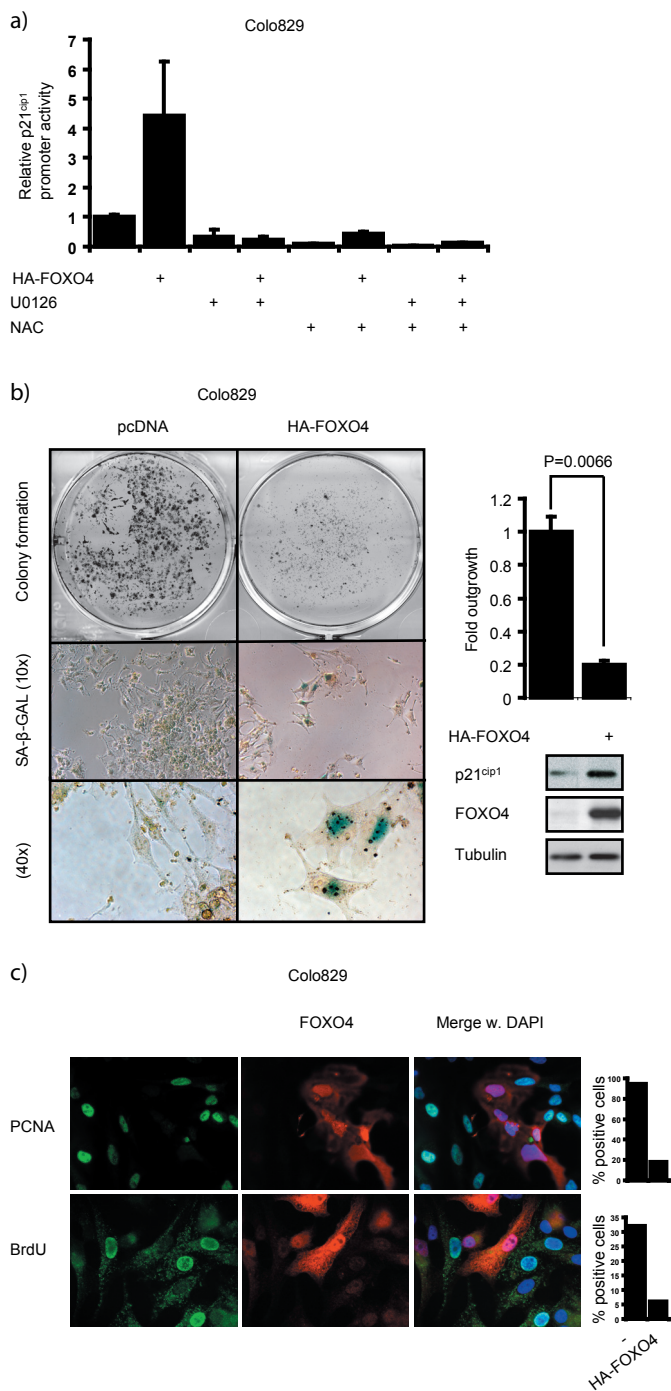 a)
Colo829
Relative p21cip1
promoter activity
7
6
5
4
3
2
1
0
HA-FOXO4 + + + +
U0126 + + + +
NAC + + + +
b)
Colo829
pcDNA HA-FOXO4
Colony formation
SA-β-GAL (10x)
(40x)
P=0.0066
Fold outgrowth
1.2
1
0.8
0.6
0.4
0.2
0
HA-FOXO4 +
p21cip1
FOXO4
Tubulin
c)
Colo829
FOXO4 Merge w. DAPI
PCNA
% positive cells
100
80
60
40
20
0
BrdU
% positive cells
35
30
25
20
15
10
5
0
-
HA-FOXO4